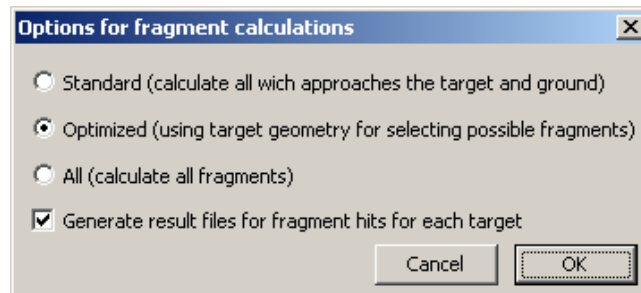 Options for fragment calculations
Standard (calculate all wich approaches the target and ground)
Optimized (using target geometry for selecting possible fragments)
All (calculate all fragments)
Generate result files for fragment hits for each target
Cancel OK